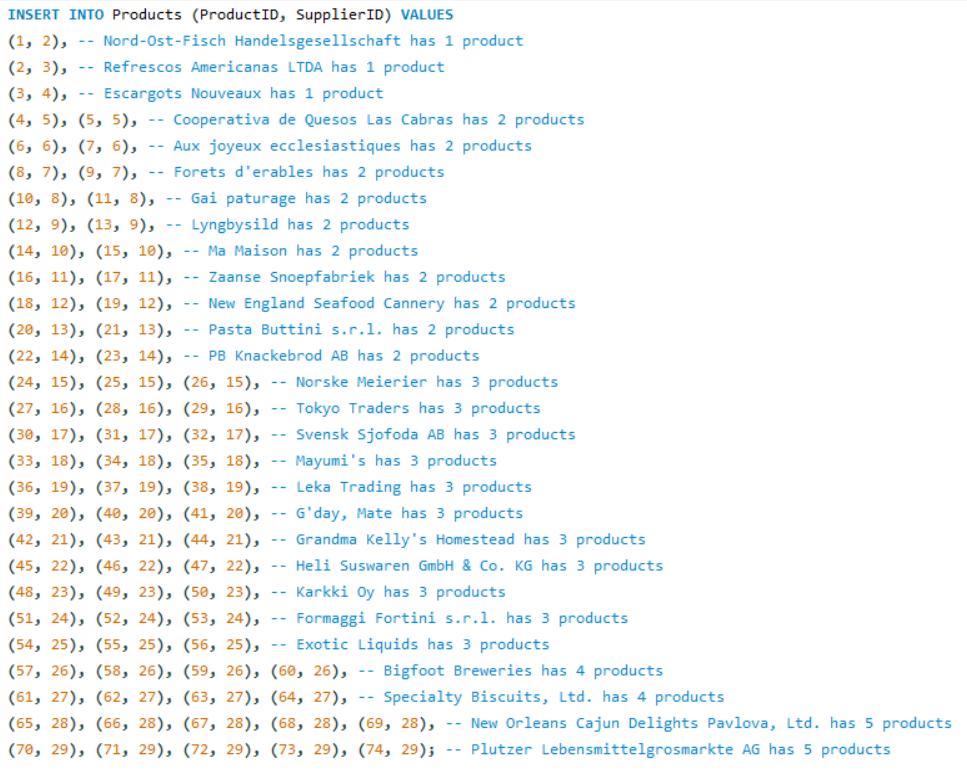 INSERT INTO Products (ProductID, SupplierID) VALUES
(1, 2), -- Nord-Ost-Fisch Handelsgesellschaft has 1 product
(2, 3), -- Refrescos Americanas LTDA has 1 product
(3, 4), -- Escargots Nouveaux has 1 product
(4, 5), (5, 5), -- Cooperativa de Quesos Las Cabras has 2 products
(6, 6), (7, 6), -- Aux joyeux ecclesiastiques has 2 products
(8, 7), (9, 7), -- Forets d'erables has 2 products
(10, 8), (11, 8), -- Gai paturage has 2 products
(12, 9), (13, 9), -- Lyngbysild has 2 products
(14, 10), (15, 10), -- Ma Maison has 2 products
(16, 11), (17, 11), -- Zaanse Snoepfabriek has 2 products
(18, 12), (19, 12), -- New England Seafood Cannery has 2 products
(20, 13), (21, 13), -- Pasta Buttini s.r.l. has 2 products
(22, 14), (23, 14), -- PB Knackebrod AB has 2 products
(24, 15), (25, 15), (26, 15), -- Norske Meierier has 3 products
(27, 16), (28, 16), (29, 16), -- Tokyo Traders has 3 products
(30, 17), (31, 17), (32, 17), -- Svensk Sjofoda AB has 3 products
(33, 18), (34, 18), (35, 18), -- Mayumi's has 3 products
(36, 19), (37, 19), (38, 19), -- Leka Trading has 3 products
(39, 20), (40, 20), (41, 20), -- G'day, Mate has 3 products
(42, 21), (43, 21), (44, 21), -- Grandma Kelly's Homestead has 3 products
(45, 22), (46, 22), (47, 22), -- Heli Suswaren GmbH & Co. KG has 3 products
(48, 23), (49, 23), (50, 23), -- Karkki Oy has 3 products
(51, 24), (52, 24), (53, 24), -- Formaggi Fortini s.r.l. has 3 products
(54, 25), (55, 25), (56, 25), -- Exotic Liquids has 3 products
(57, 26), (58, 26), (59, 26), (60, 26), -- Bigfoot Breweries has 4 products
(61, 27), (62, 27), (63, 27), (64, 27), -- Specialty Biscuits, Ltd. has 4 products
(65, 28), (66, 28), (67, 28), (68, 28), (69, 28), -- New Orleans Cajun Delights Pavlova, Ltd. has 5 products
(70, 29), (71, 29), (72, 29), (73, 29), (74, 29); -- Plutzer Lebensmittelgrosmarkte AG has 5 products